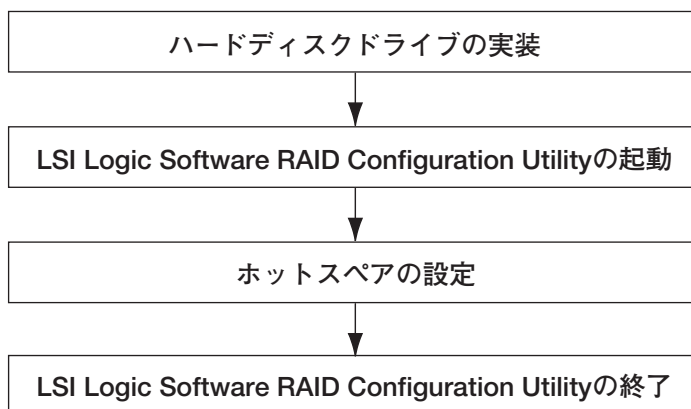 ハードディスクドライブの実装
LSI Logic Software RAID Configuration Utilityの起動
ホットスペアの設定
LSI Logic Software RAID Configuration Utilityの終了